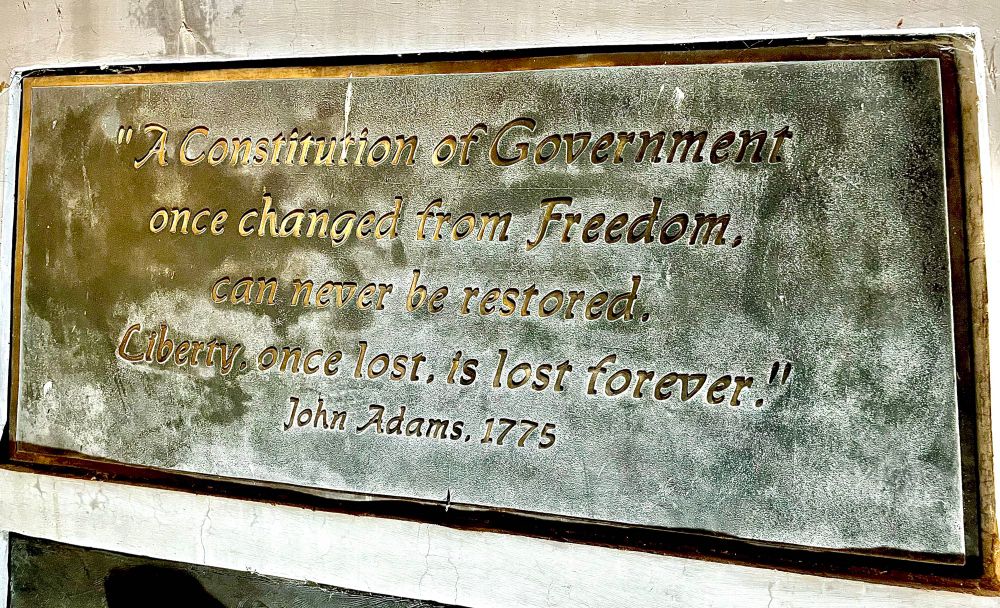 "A Constitution of Government
once changed from Freedom,
can never be restored.
Liberty, once lost, is lost forever."
John Adams, 1775